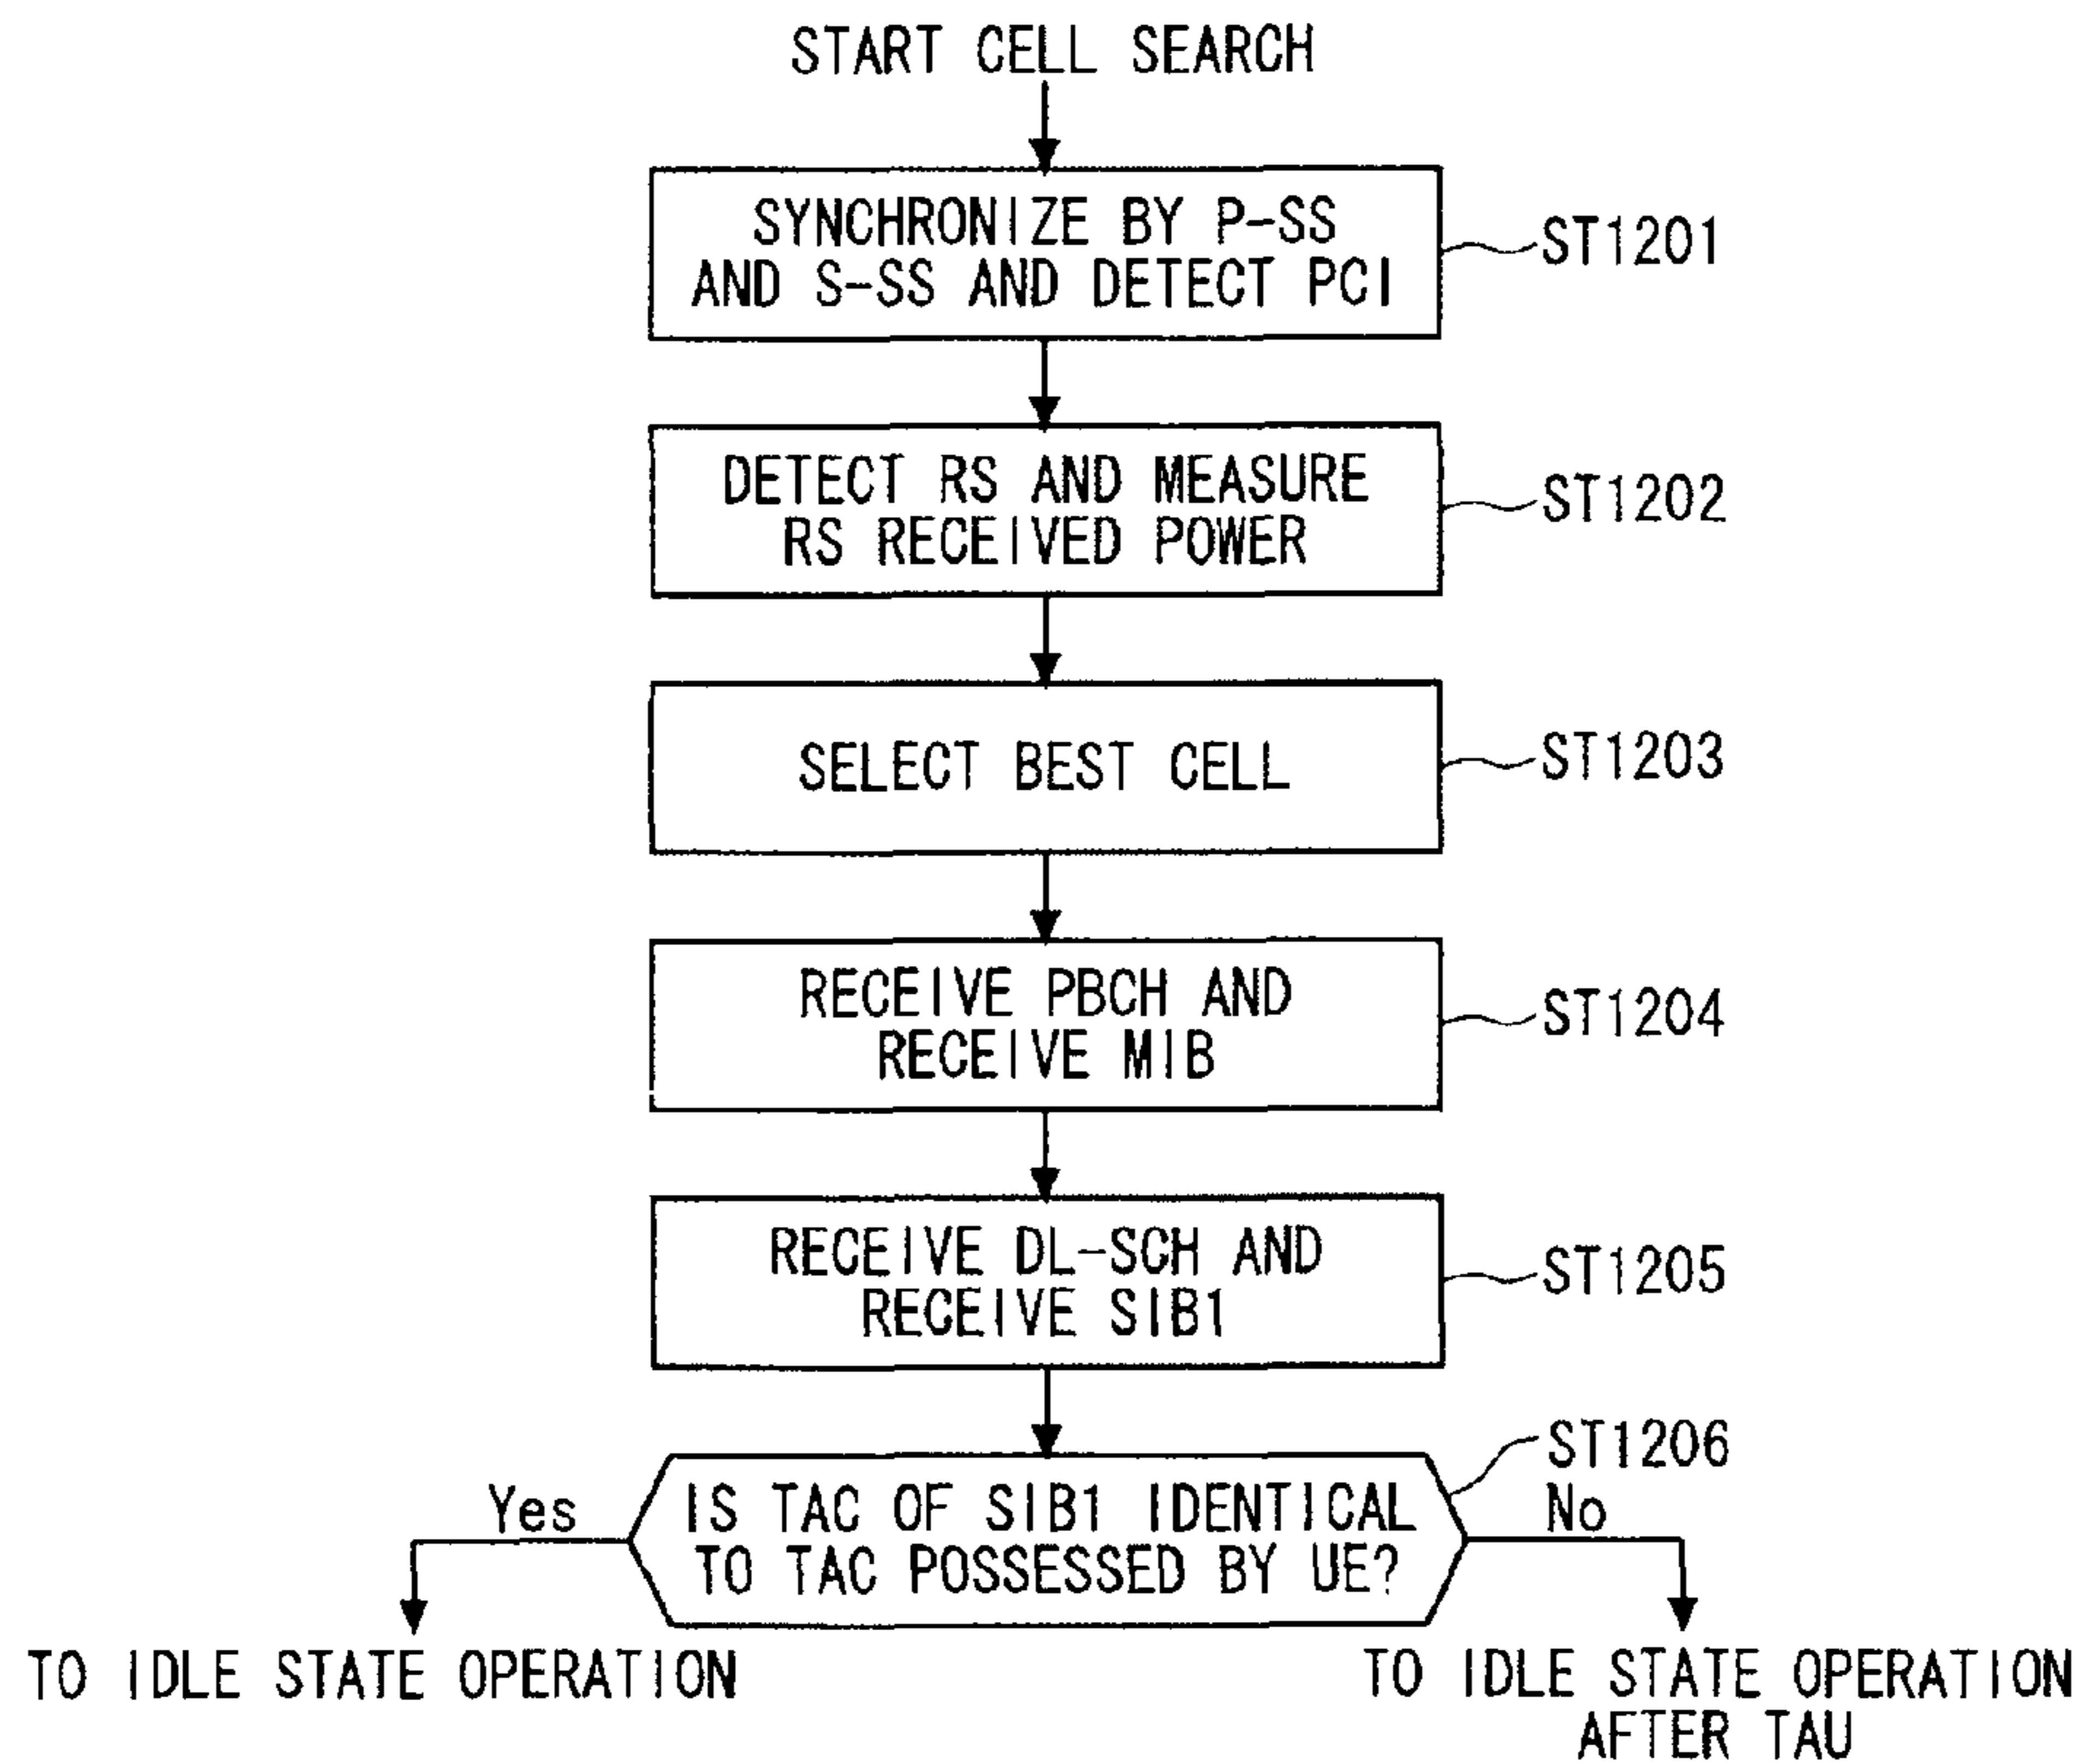 START CELL SEARCH
SYNCHRONIZE BY P-SS
AND S-SS AND DETECT PCI
ST1201
DETECT RS AND MEASURE
RS RECEIVED POWER
ST1202
SELECT BEST CELL
ST1203
RECEIVE PBCH AND
RECEIVE MIB
ST1204
RECEIVE DL-SCH AND
RECEIVE SIB1
ST1205
ST1206
IS TAC OF SIB1 IDENTICAL
TO TAC POSSESSED BY UE?
Yes
No
TO IDLE STATE OPERATION
TO IDLE STATE OPERATION
AFTER TAU